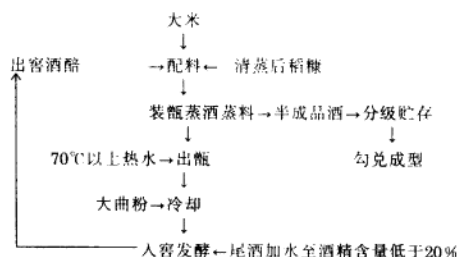 大米
出窖酒醅 →配料← 清蒸后稻糠
装甑蒸酒蒸料→半成品酒→分级贮存
70℃以上热水→出甑 勾兑成型
大曲粉→冷却
入窖发酵←尾酒加水至酒精含量低于20%